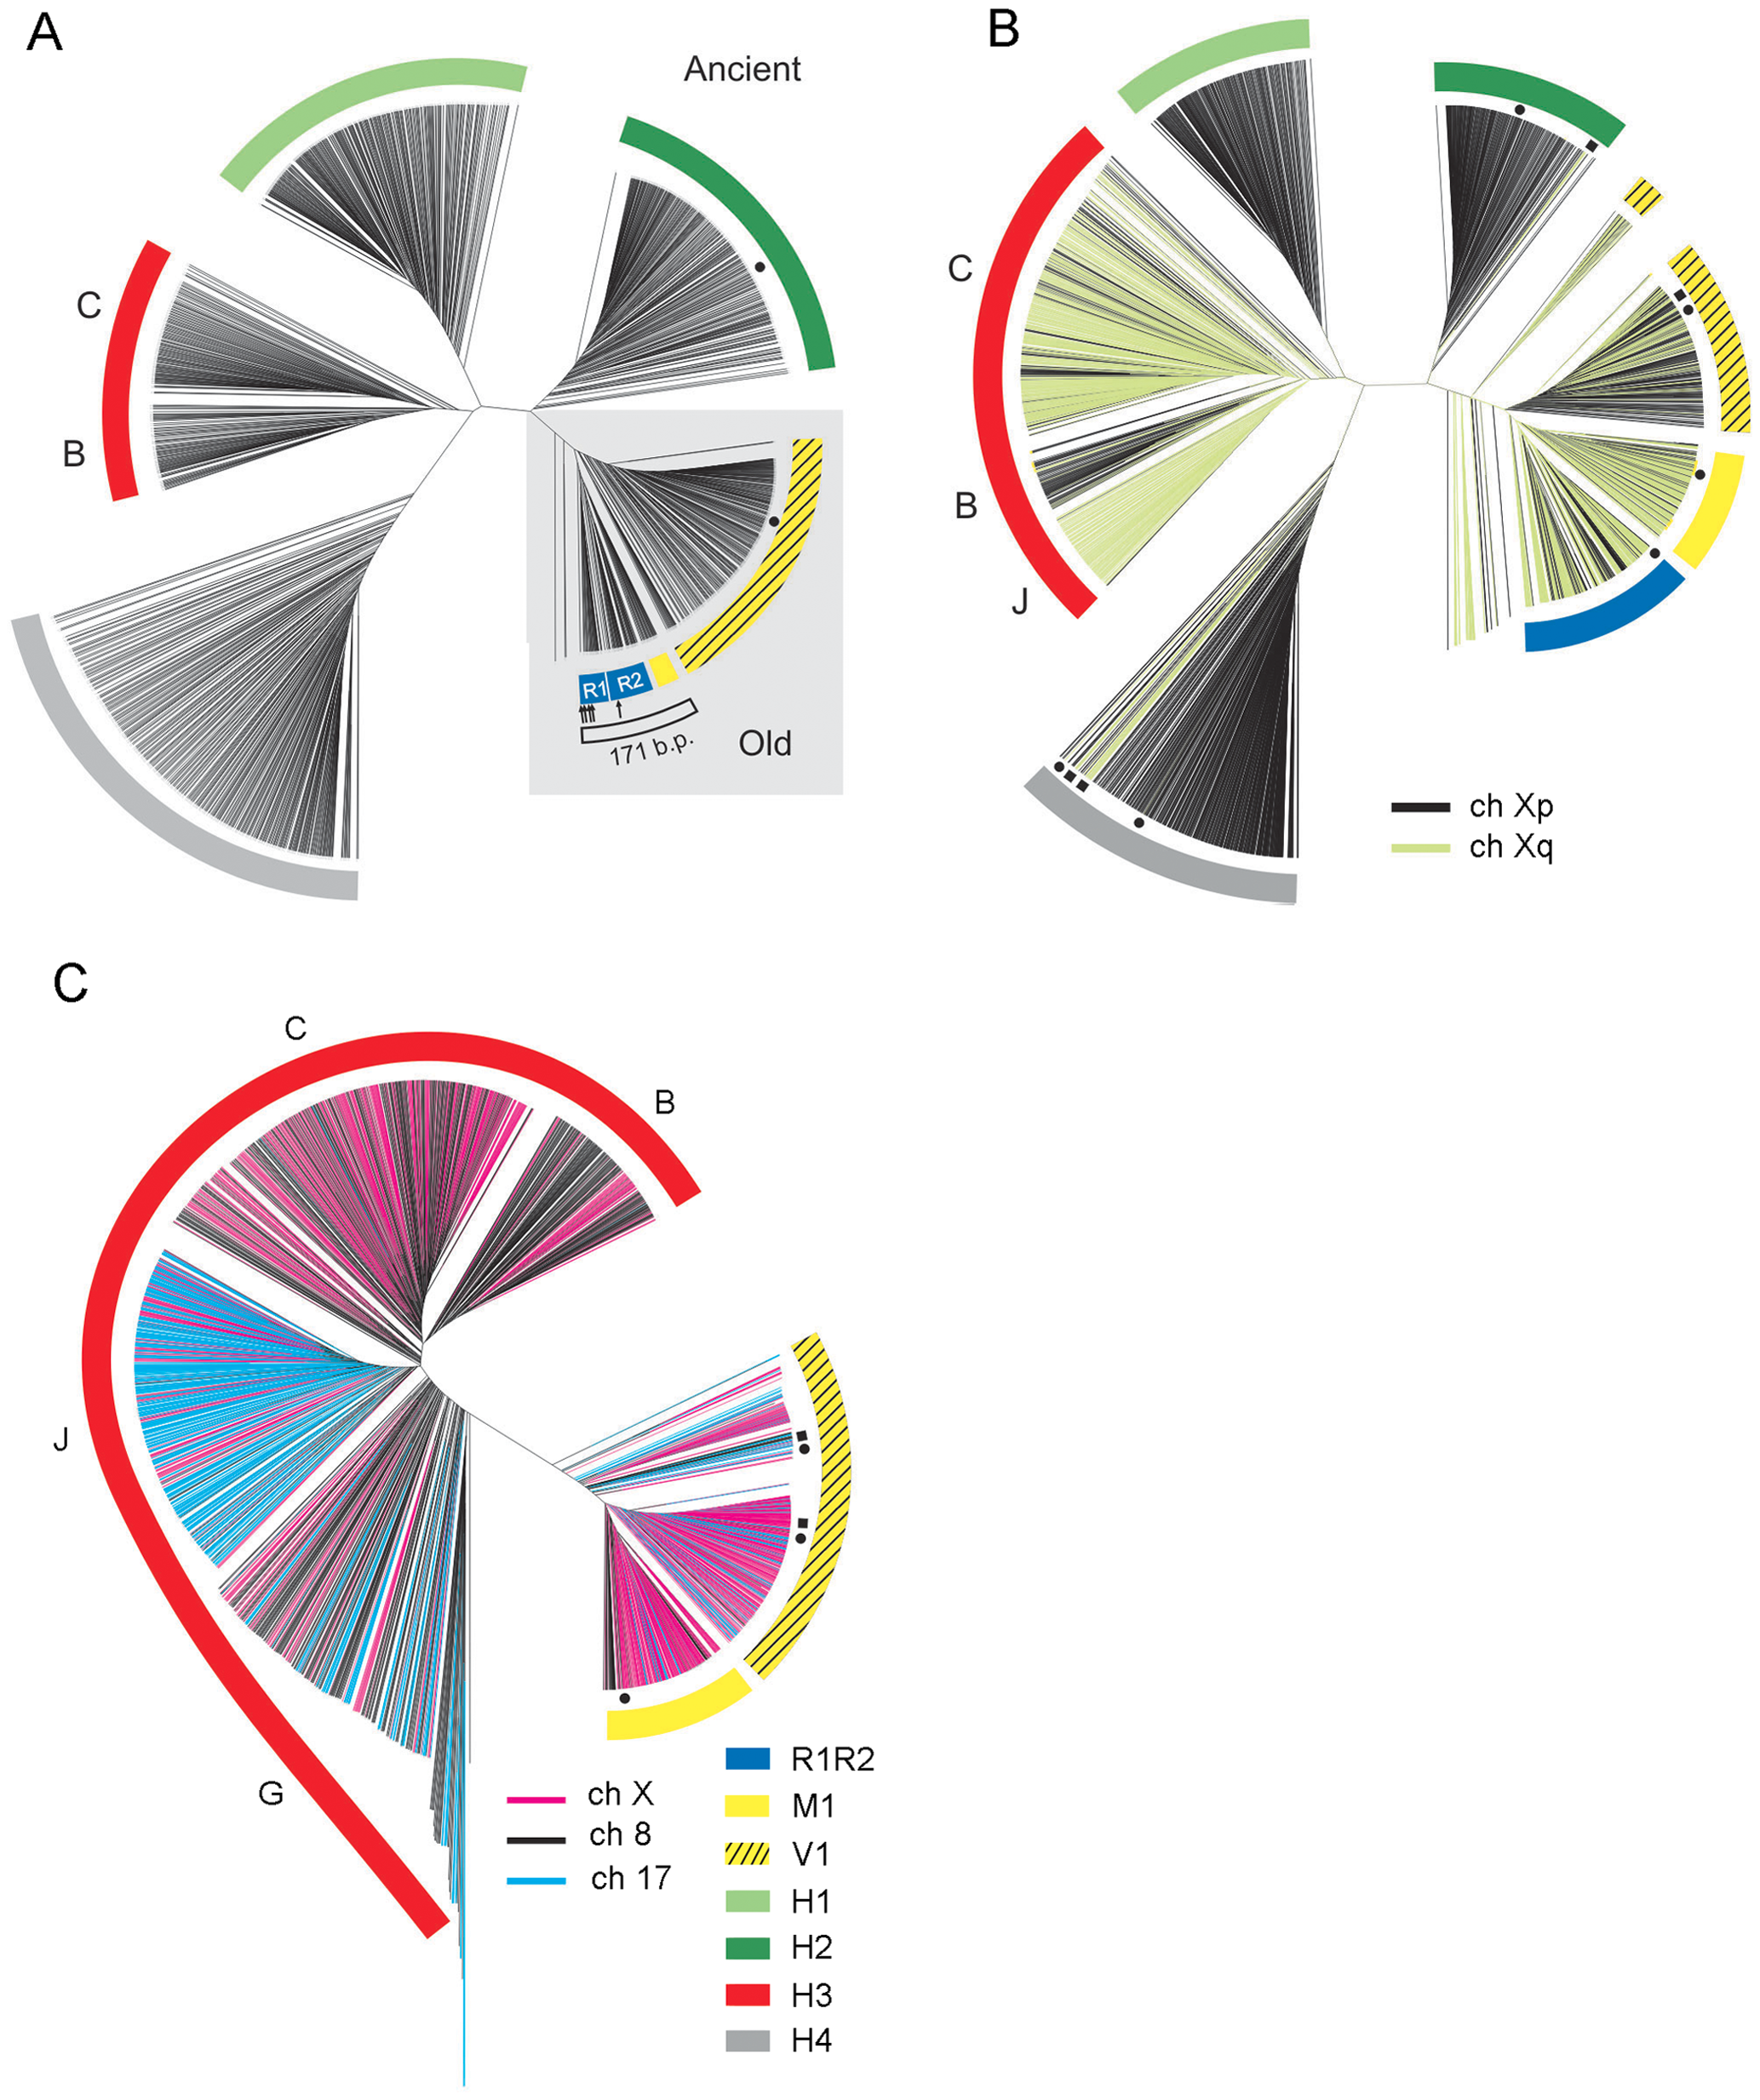 A
Ancient
C
B
R1 R2
171 b.p.
Old
B
C
B
J
ch Xp
ch Xq
C
C
B
J
G
ch X
ch 8
ch 17
R1R2
M1
V1
H1
H2
H3
H4